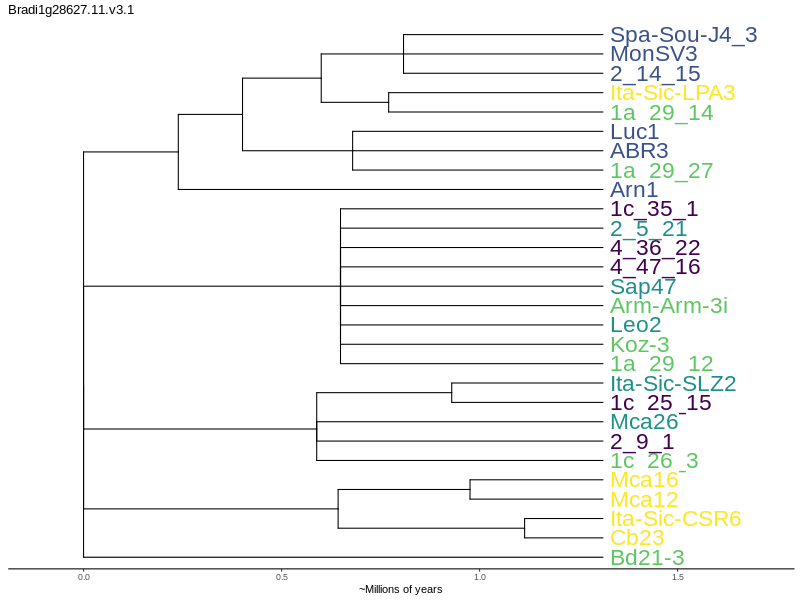 Bradi1g28627.11.v3.1
Spa-Sou-J4_3
MonSV3
2_14_15
Ita-Sic-LPA3
1a_29_14
Luc1
ABR3
1a_29_27
Arn1
1c_35_1
2_5_21
4_36_22
4_47_16
Sap47
Arm-Arm-3i
Leo2
Koz-3
1a_29_12
Ita-Sic-SLZ2
1c_25_15
Mca26
2_9_1
1c_26_3
Mca16
Mca12
Ita-Sic-CSR6
Cb23
Bd21-3
0.0 0.5 1.0 1.5
~Millions of years